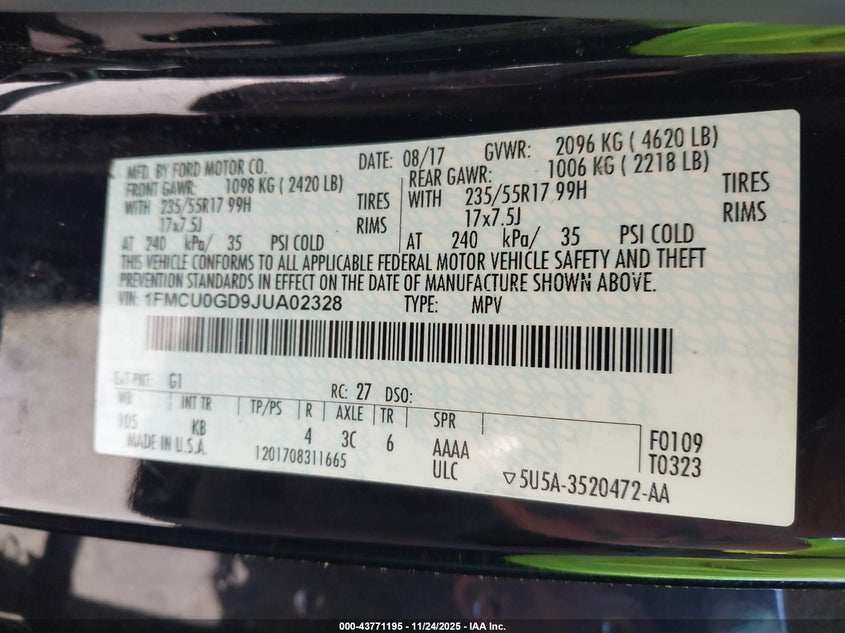 MFD. BY FORD MOTOR CO. DATE: 08/17 GVWR: 2096 KG ( 4620 LB)
FRONT GAWR: 1098 KG ( 2420 LB) REAR GAWR: 1006 KG ( 2218 LB)
WITH 235/55R17 99H TIRES WITH 235/55R17 99H TIRES
17x7.5J RIMS 17x7.5J RIMS
AT 240 kPa/ 35 PSI COLD AT 240 kPa/ 35 PSI COLD
THIS VEHICLE CONFORMS TO ALL APPLICABLE FEDERAL MOTOR VEHICLE SAFETY AND THEFT
PREVENTION STANDARDS IN EFFECT ON THE DATE OF MANUFACTURE SHOWN ABOVE.
VIN: 1FMCU0GD9JUA02328 TYPE: MPV
EXT PNT: G1 RC: 27 DSO:
WB INT TR TP/PS R AXLE TR SPR
105 KB 4 3C 6 AAAA F0109
MADE IN U.S.A. 1201708311665 ULC T0323
▽5U5A-3520472-AA
000-43771195 - 11/24/2025 - IAA Inc.